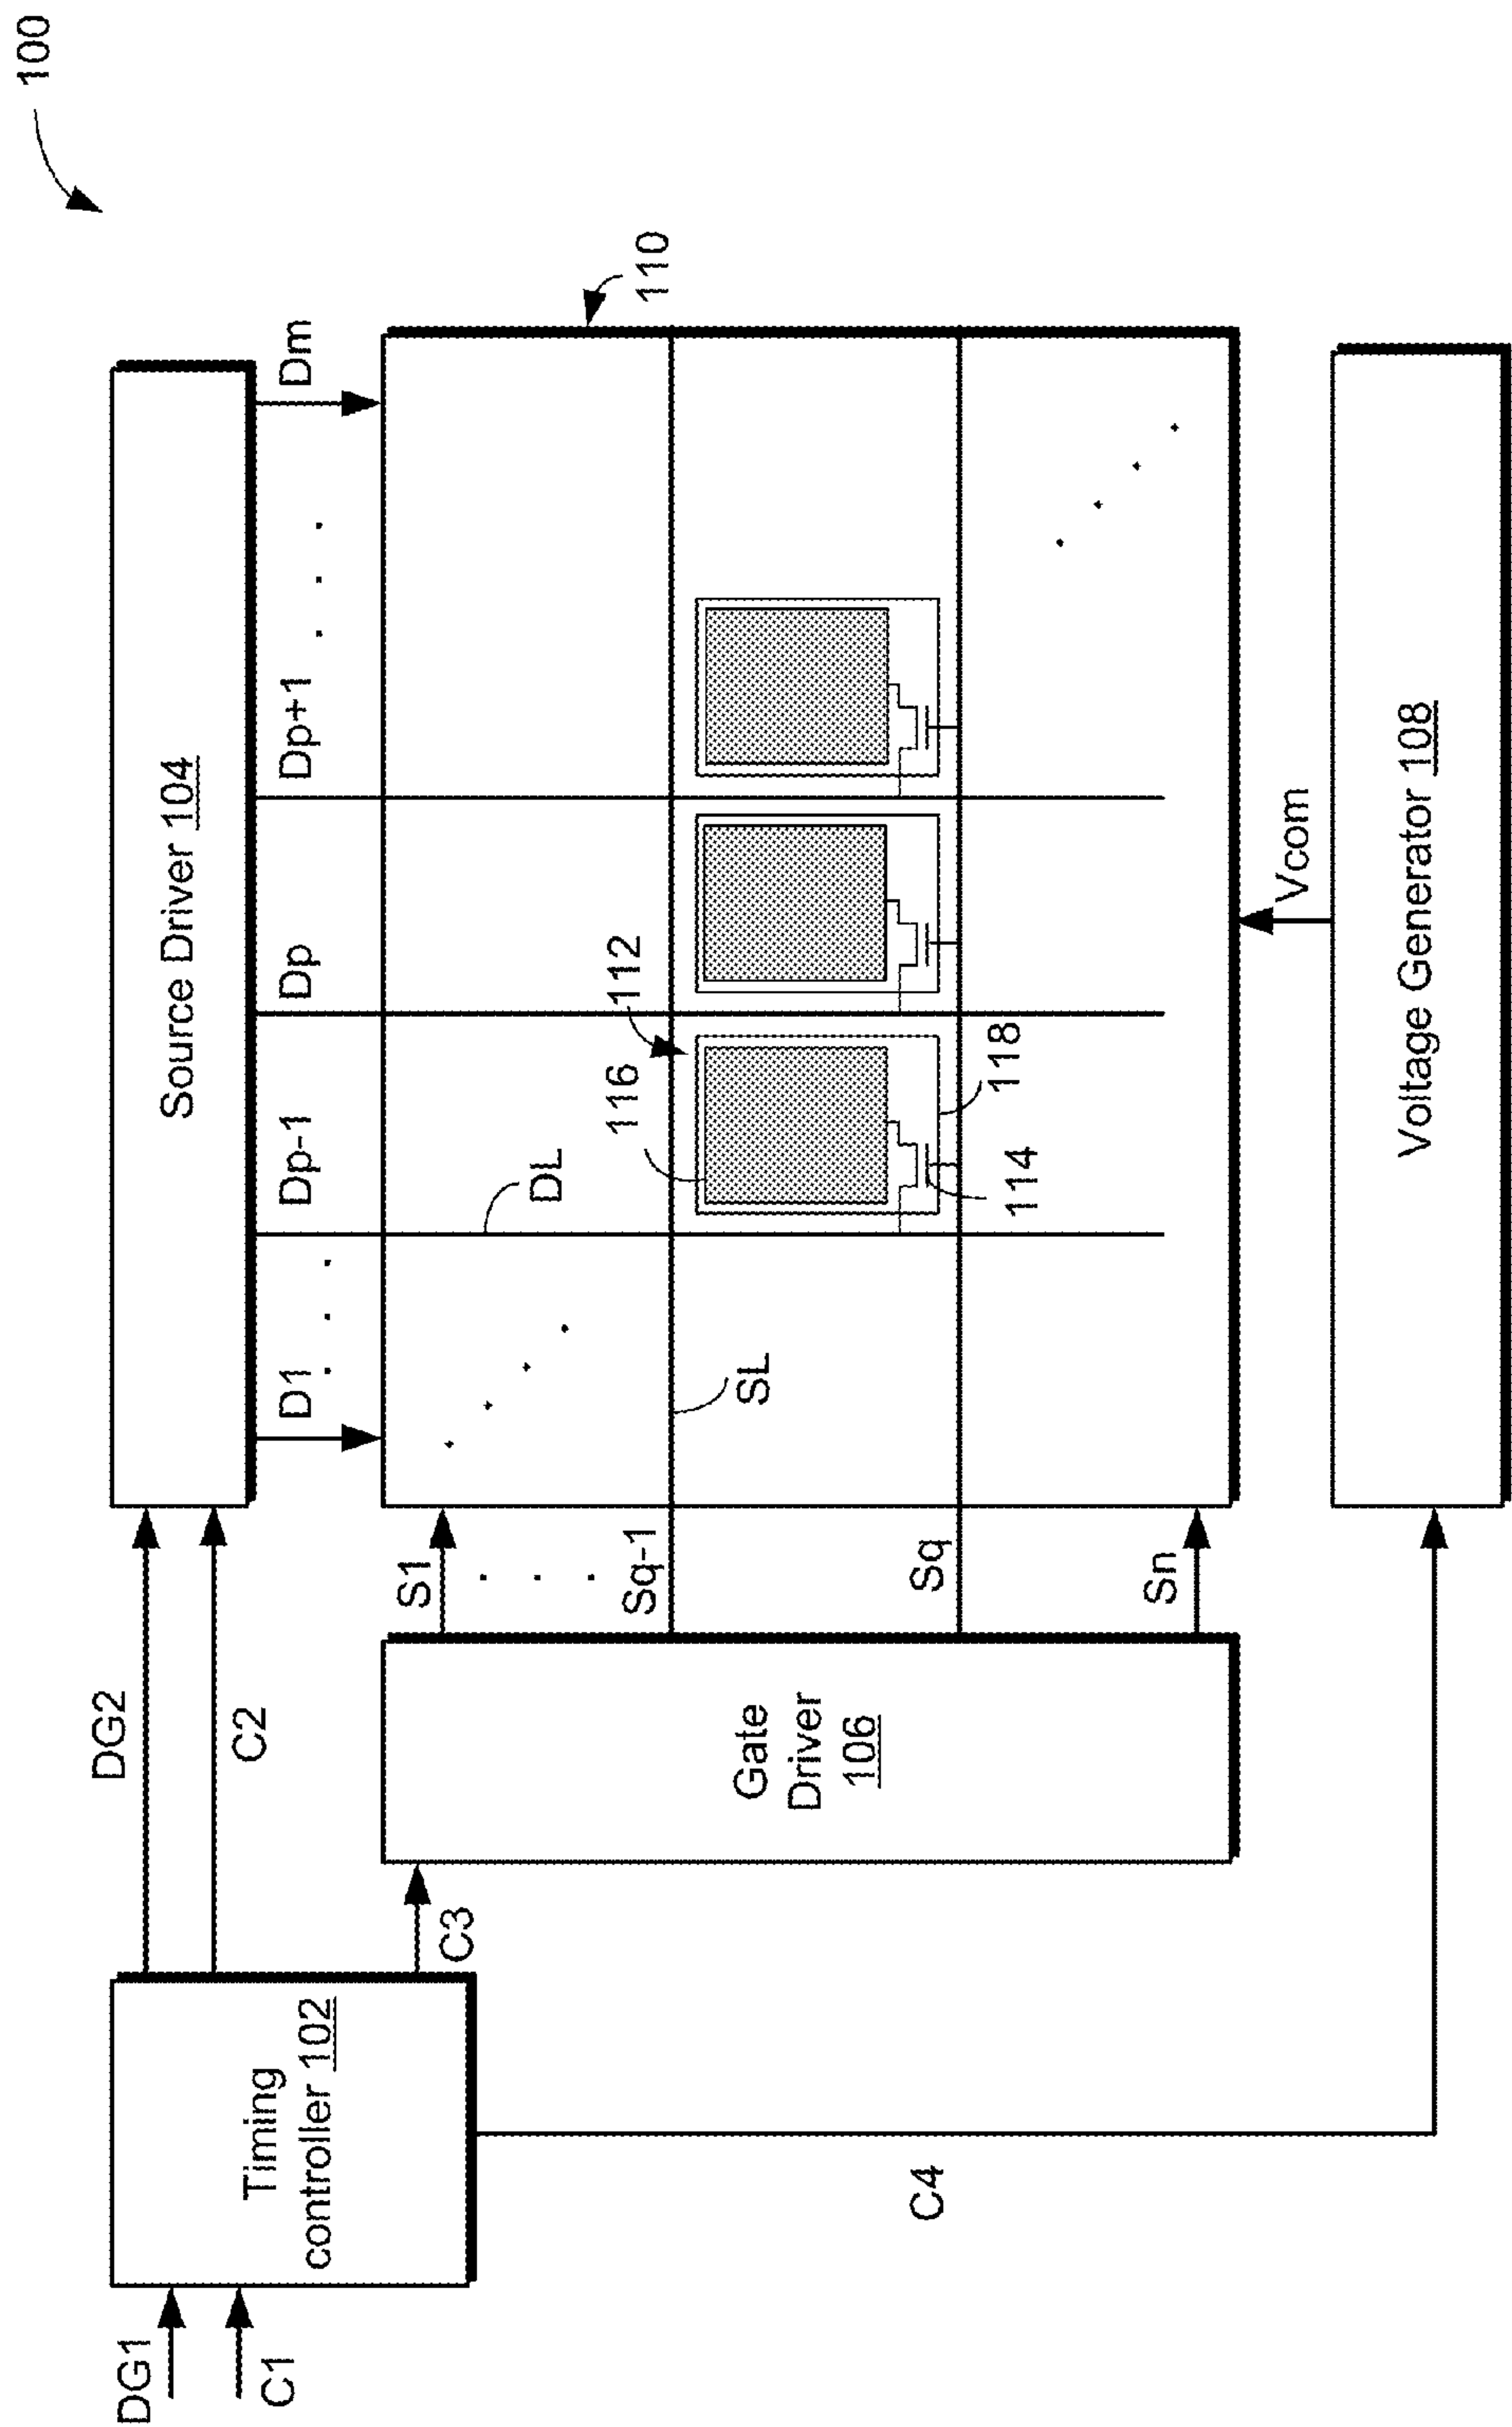 100
Source Driver 104
DG2
C2
D1
Dp-1
Dp
Dp+1
Dm
110
DG1
C1
Timing
controller 102
C3
S1
Sq-1
Sq
Sn
Gate
Driver
106
DL
SL
116
112
118
114
C4
Vcom
Voltage Generator 108